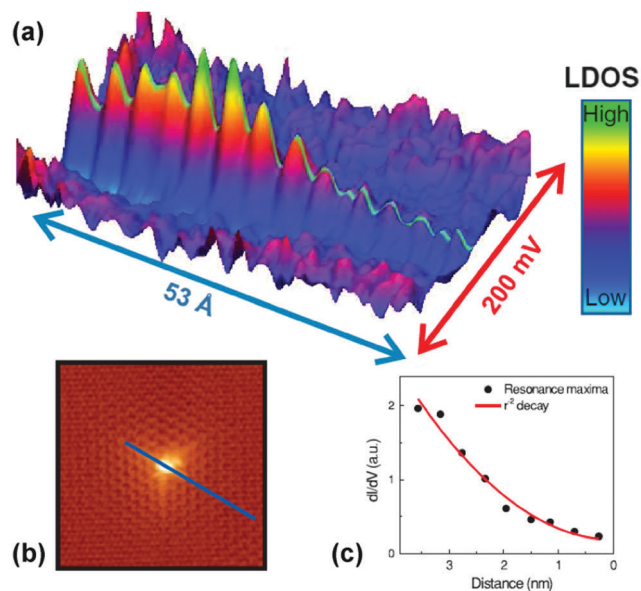 (a)
LDOS
High
Low
53 Å
200 mV
(b)
(c)
Resonance maxima
r⁻² decay
dI/dV (a.u.)
2
1
0
3
2
1
0
Distance (nm)